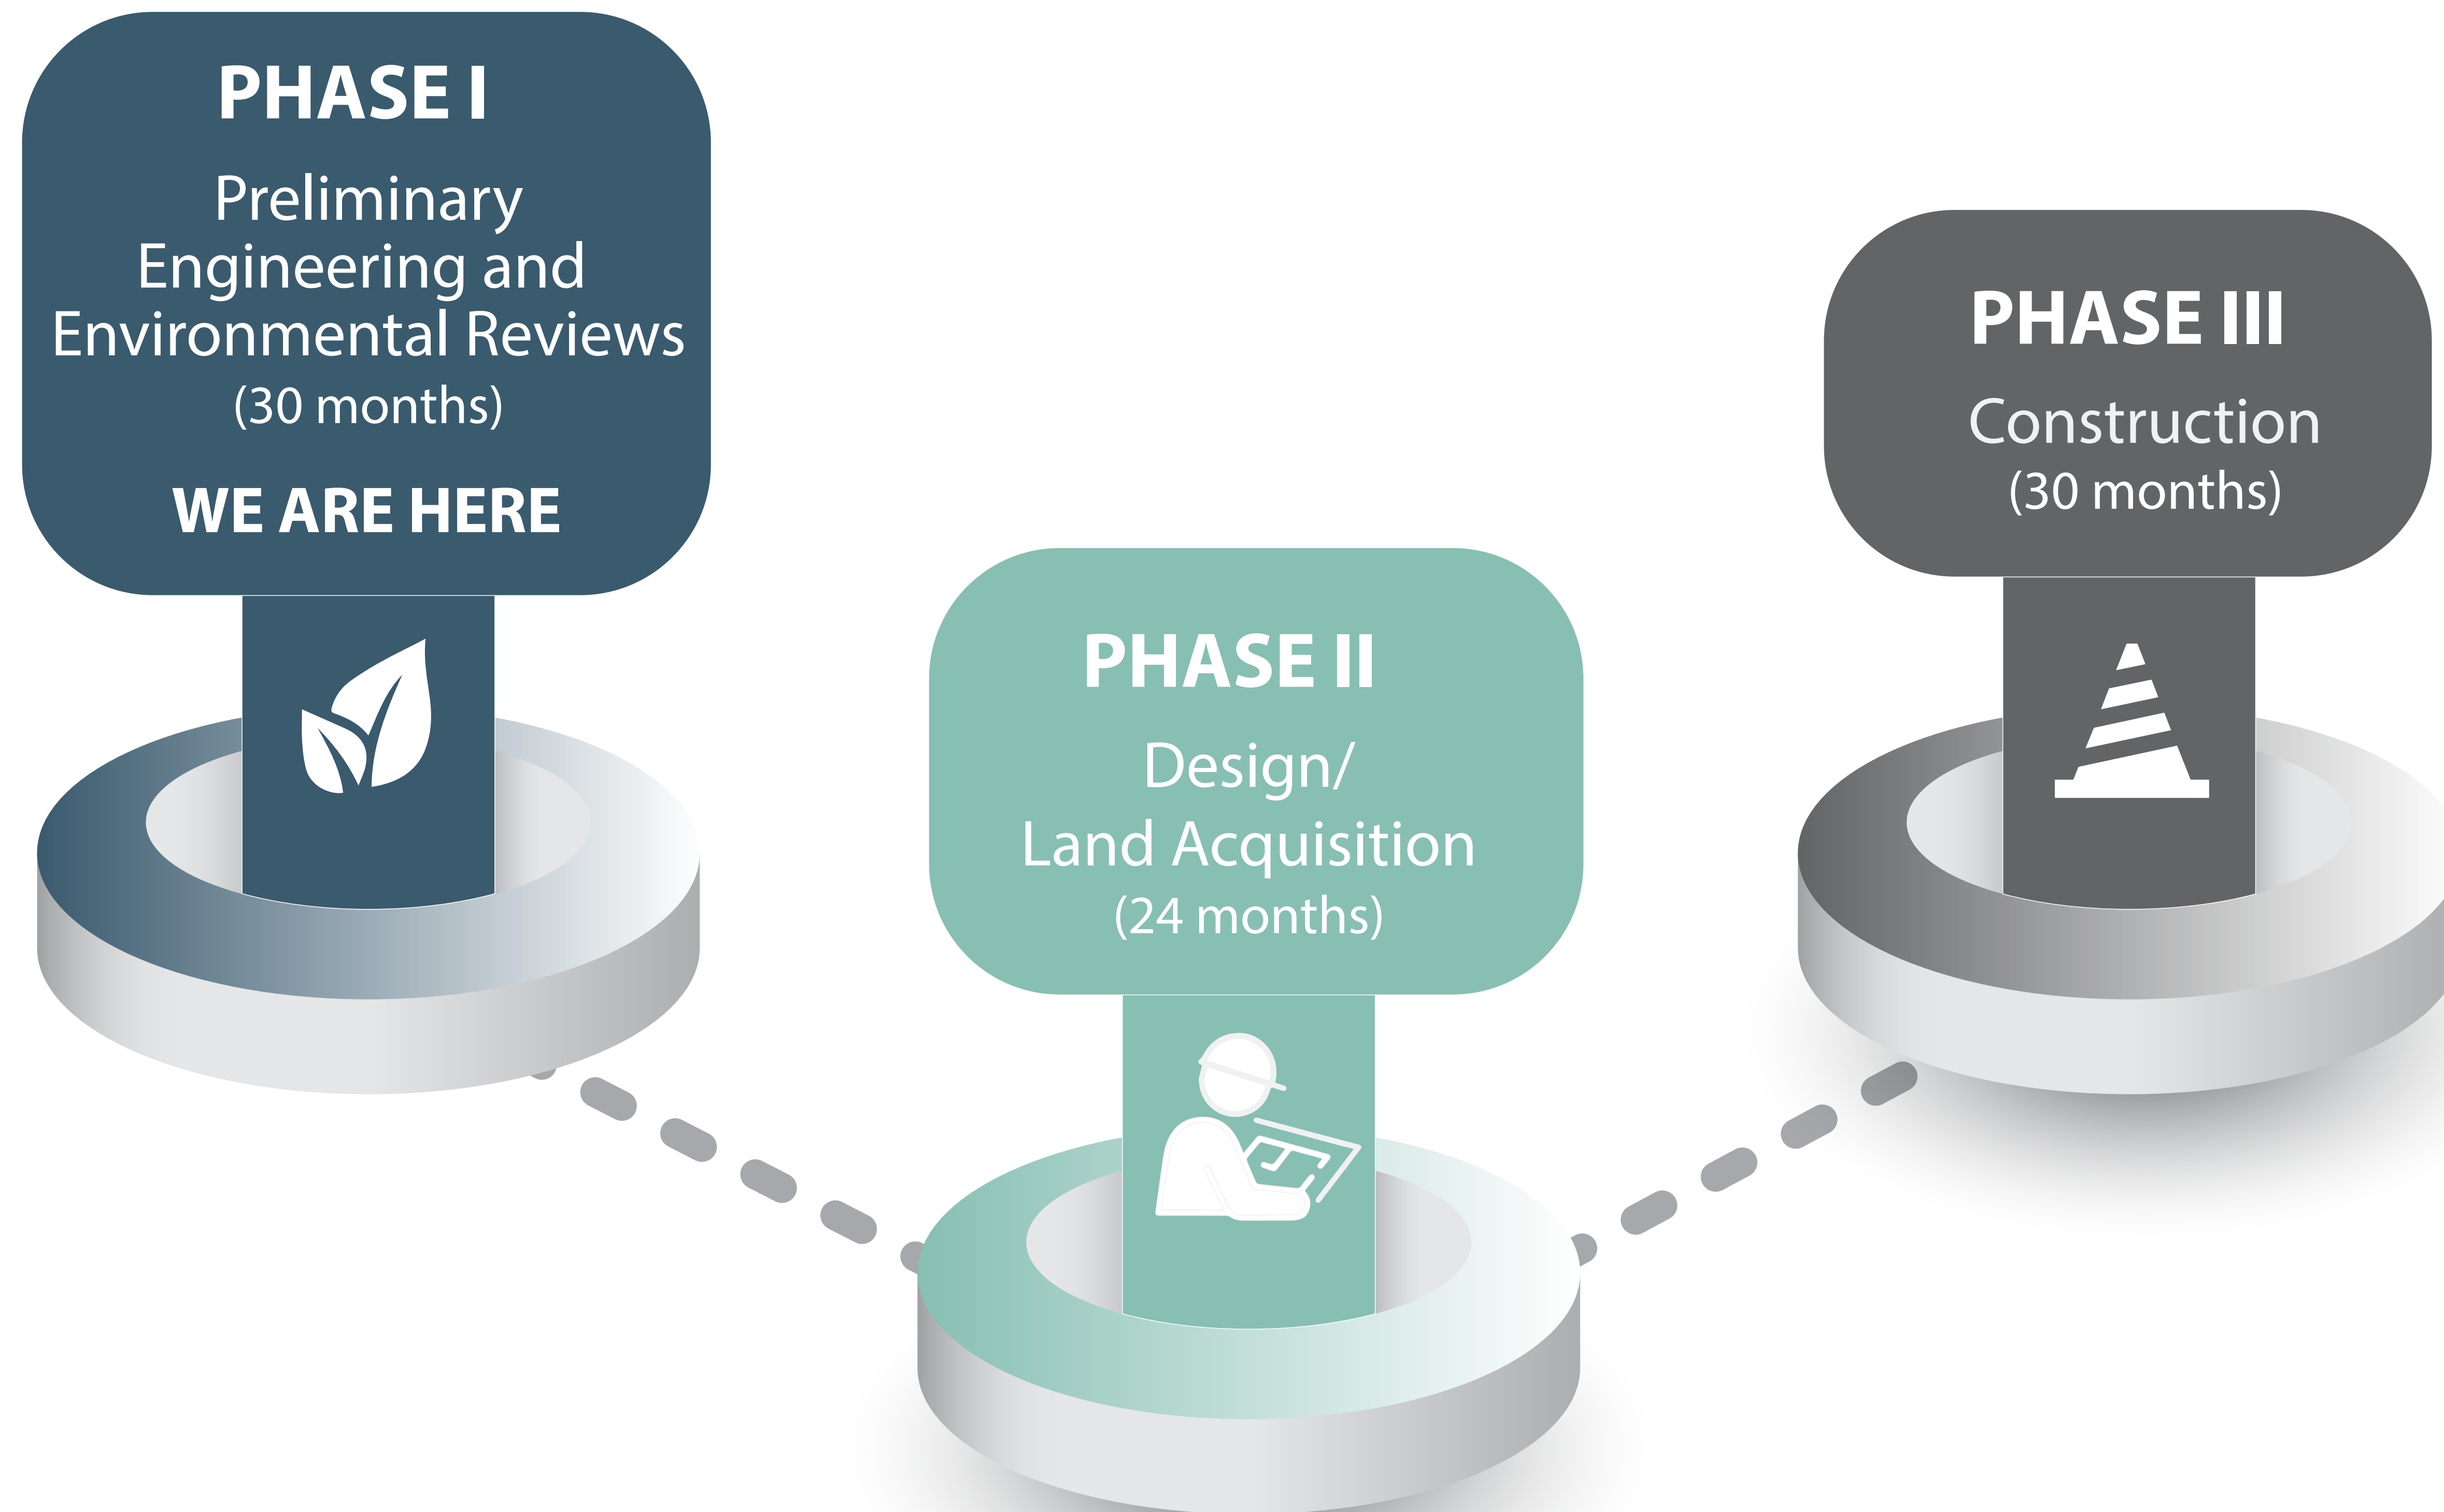 PHASE I
Preliminary
Engineering and
Environmental Reviews
(30 months)
WE ARE HERE
PHASE II
Design/
Land Acquisition
(24 months)
PHASE III
Construction
(30 months)